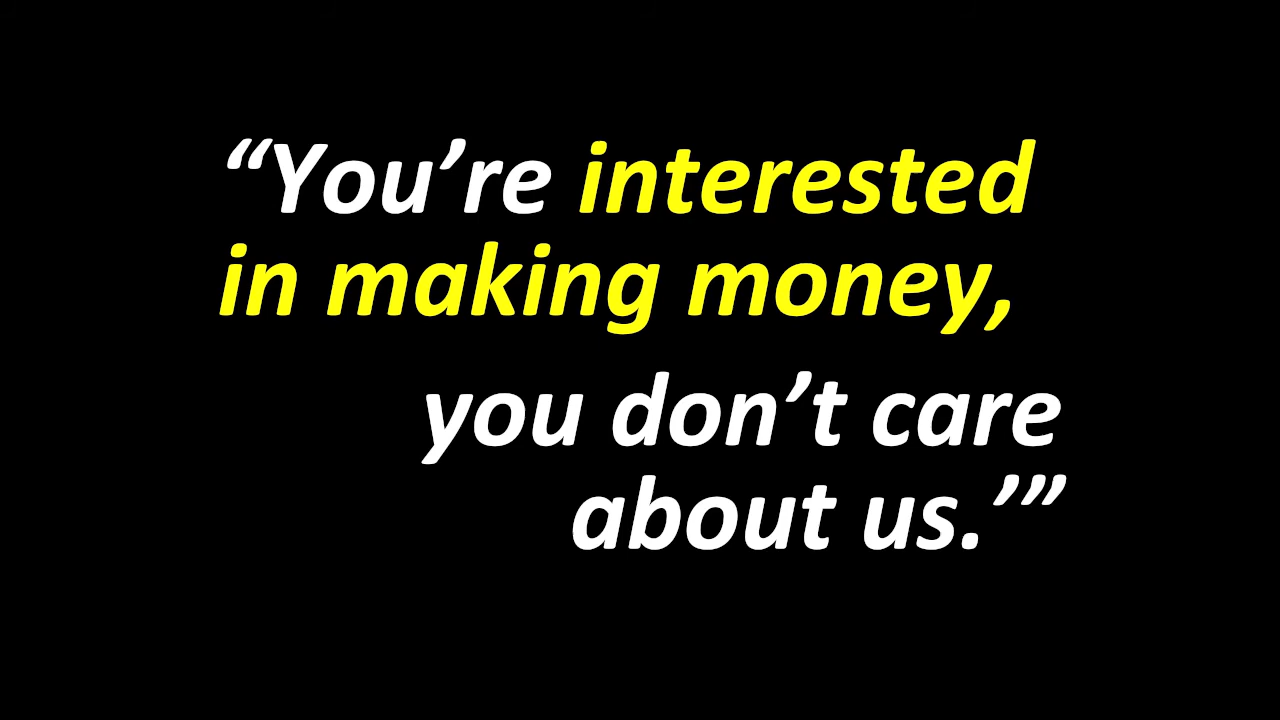 “You’re interested
in making money,
you don’t care
about us.’”